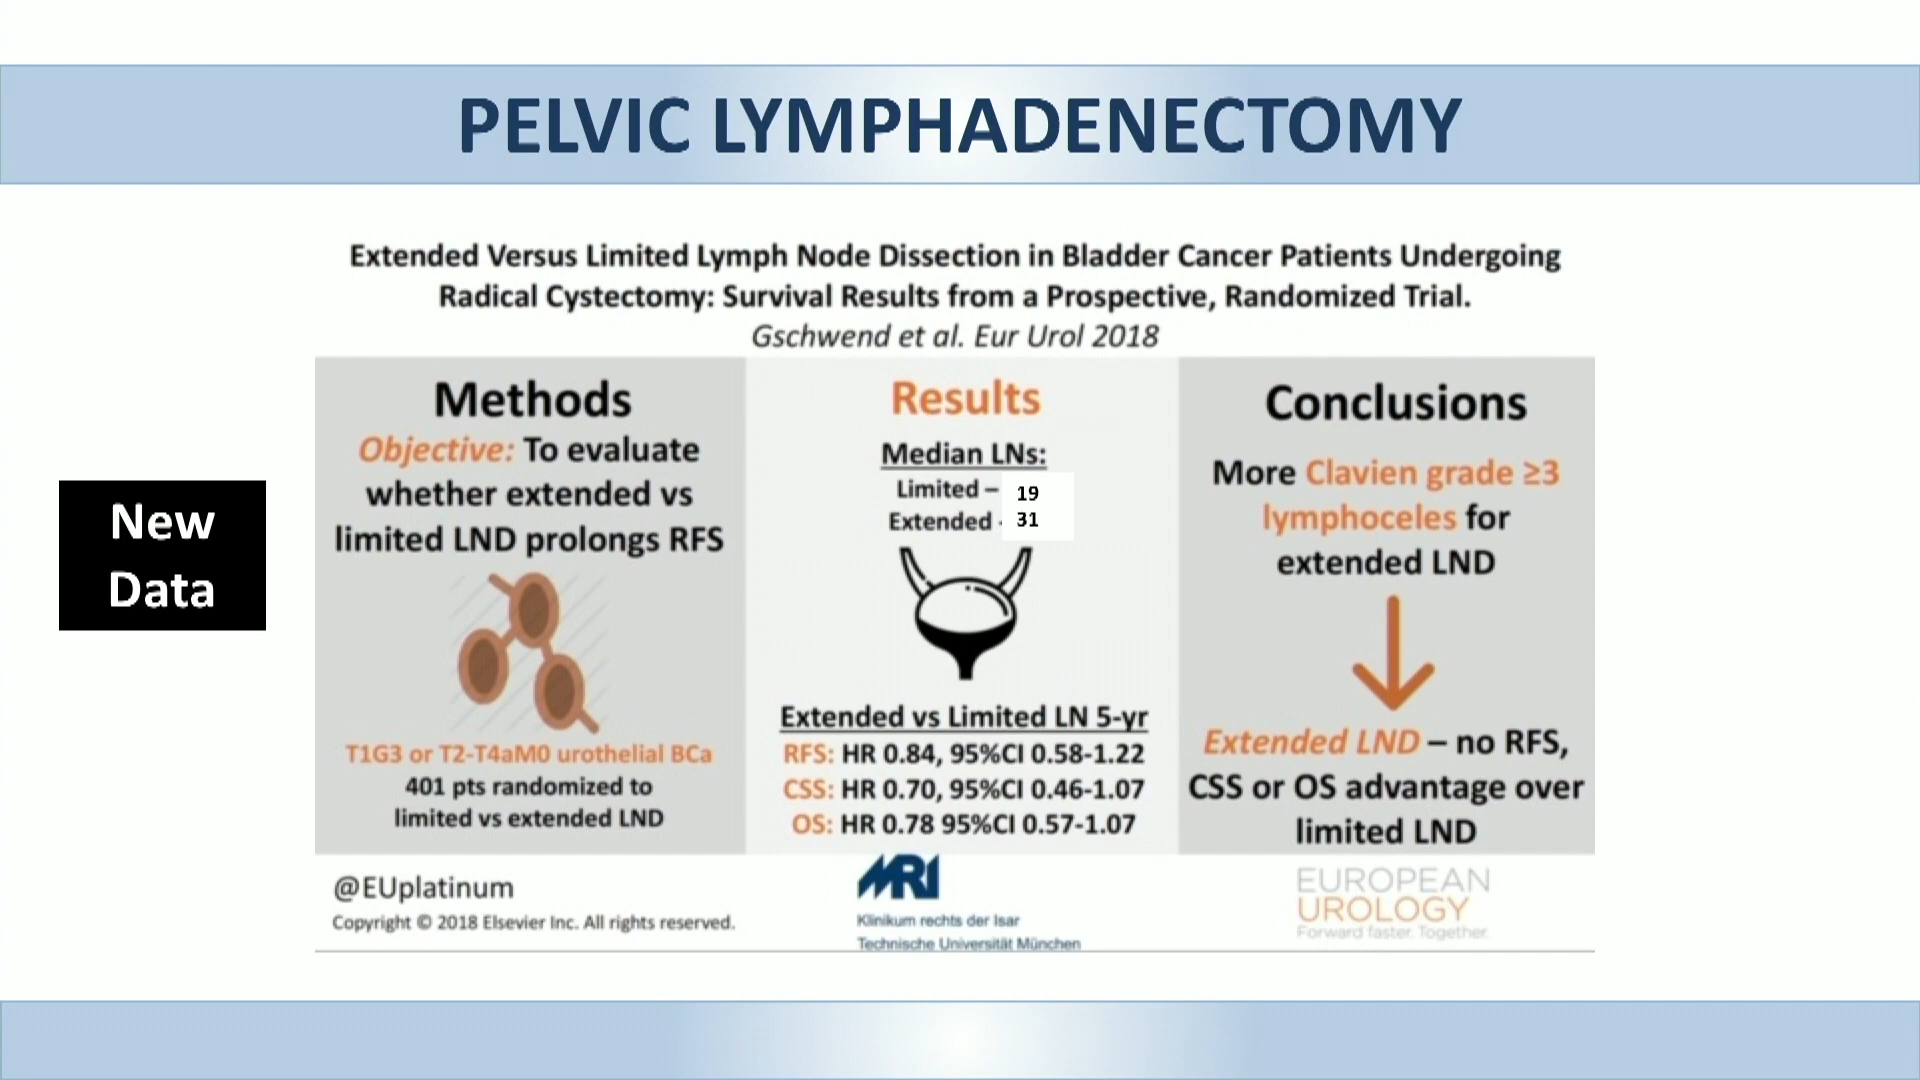 PELVIC LYMPHADENECTOMY
Extended Versus Limited Lymph Node Dissection in Bladder Cancer Patients Undergoing
Radical Cystectomy: Survival Results from a Prospective, Randomized Trial.
Gschwend et al. Eur Urol 2018
New
Data
Methods
Objective: To evaluate
whether extended vs
limited LND prolongs RFS
T1G3 or T2-T4aM0 urothelial BCa
401 pts randomized to
limited vs extended LND
Results
Median LNs:
Limited – 19
Extended - 31
Extended vs Limited LN 5-yr
RFS: HR 0.84, 95%CI 0.58-1.22
CSS: HR 0.70, 95%CI 0.46-1.07
OS: HR 0.78 95%CI 0.57-1.07
Conclusions
More Clavien grade ≥3
lymphoceles for
extended LND
Extended LND – no RFS,
CSS or OS advantage over
limited LND
@EUplatinum
Copyright © 2018 Elsevier Inc. All rights reserved.
MRI
Klinikum rechts der Isar
Technische Universität München
EUROPEAN
UROLOGY
Forward faster. Together.